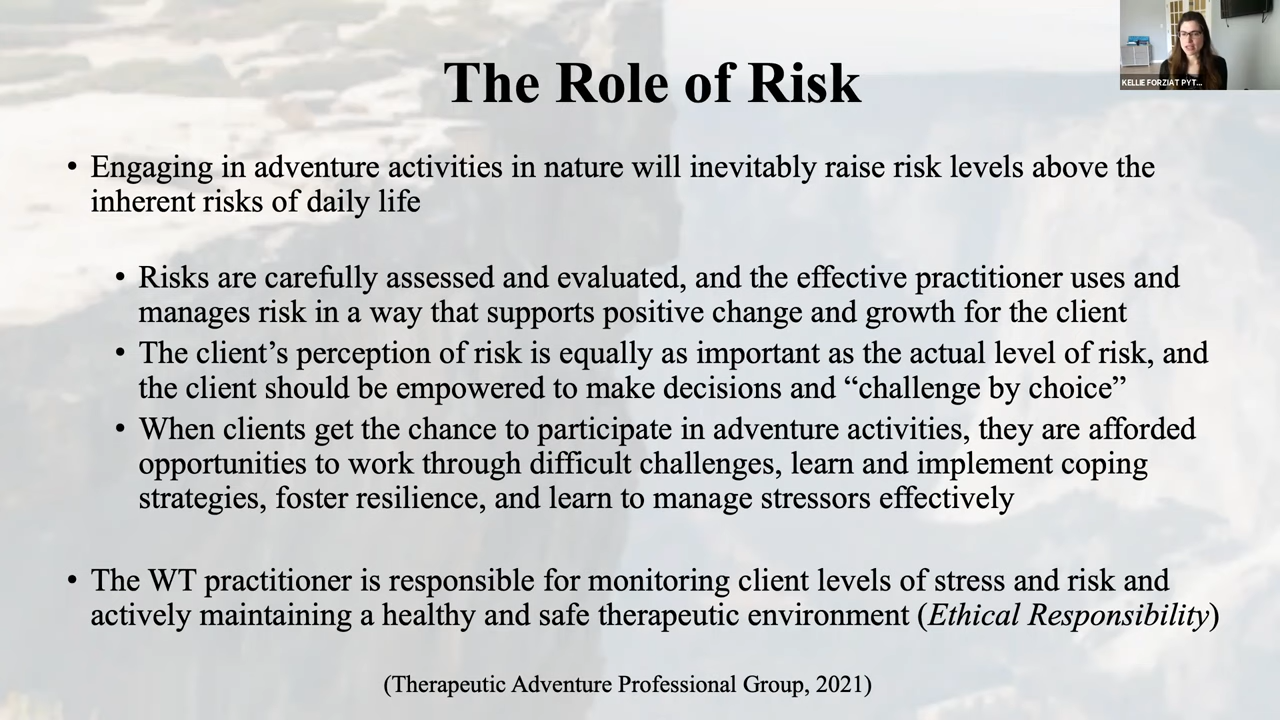 The Role of Risk
KELLIE FORZIAT PYT...
• Engaging in adventure activities in nature will inevitably raise risk levels above the
inherent risks of daily life
• Risks are carefully assessed and evaluated, and the effective practitioner uses and
manages risk in a way that supports positive change and growth for the client
• The client’s perception of risk is equally as important as the actual level of risk, and
the client should be empowered to make decisions and “challenge by choice”
• When clients get the chance to participate in adventure activities, they are afforded
opportunities to work through difficult challenges, learn and implement coping
strategies, foster resilience, and learn to manage stressors effectively
• The WT practitioner is responsible for monitoring client levels of stress and risk and
actively maintaining a healthy and safe therapeutic environment (Ethical Responsibility)
(Therapeutic Adventure Professional Group, 2021)